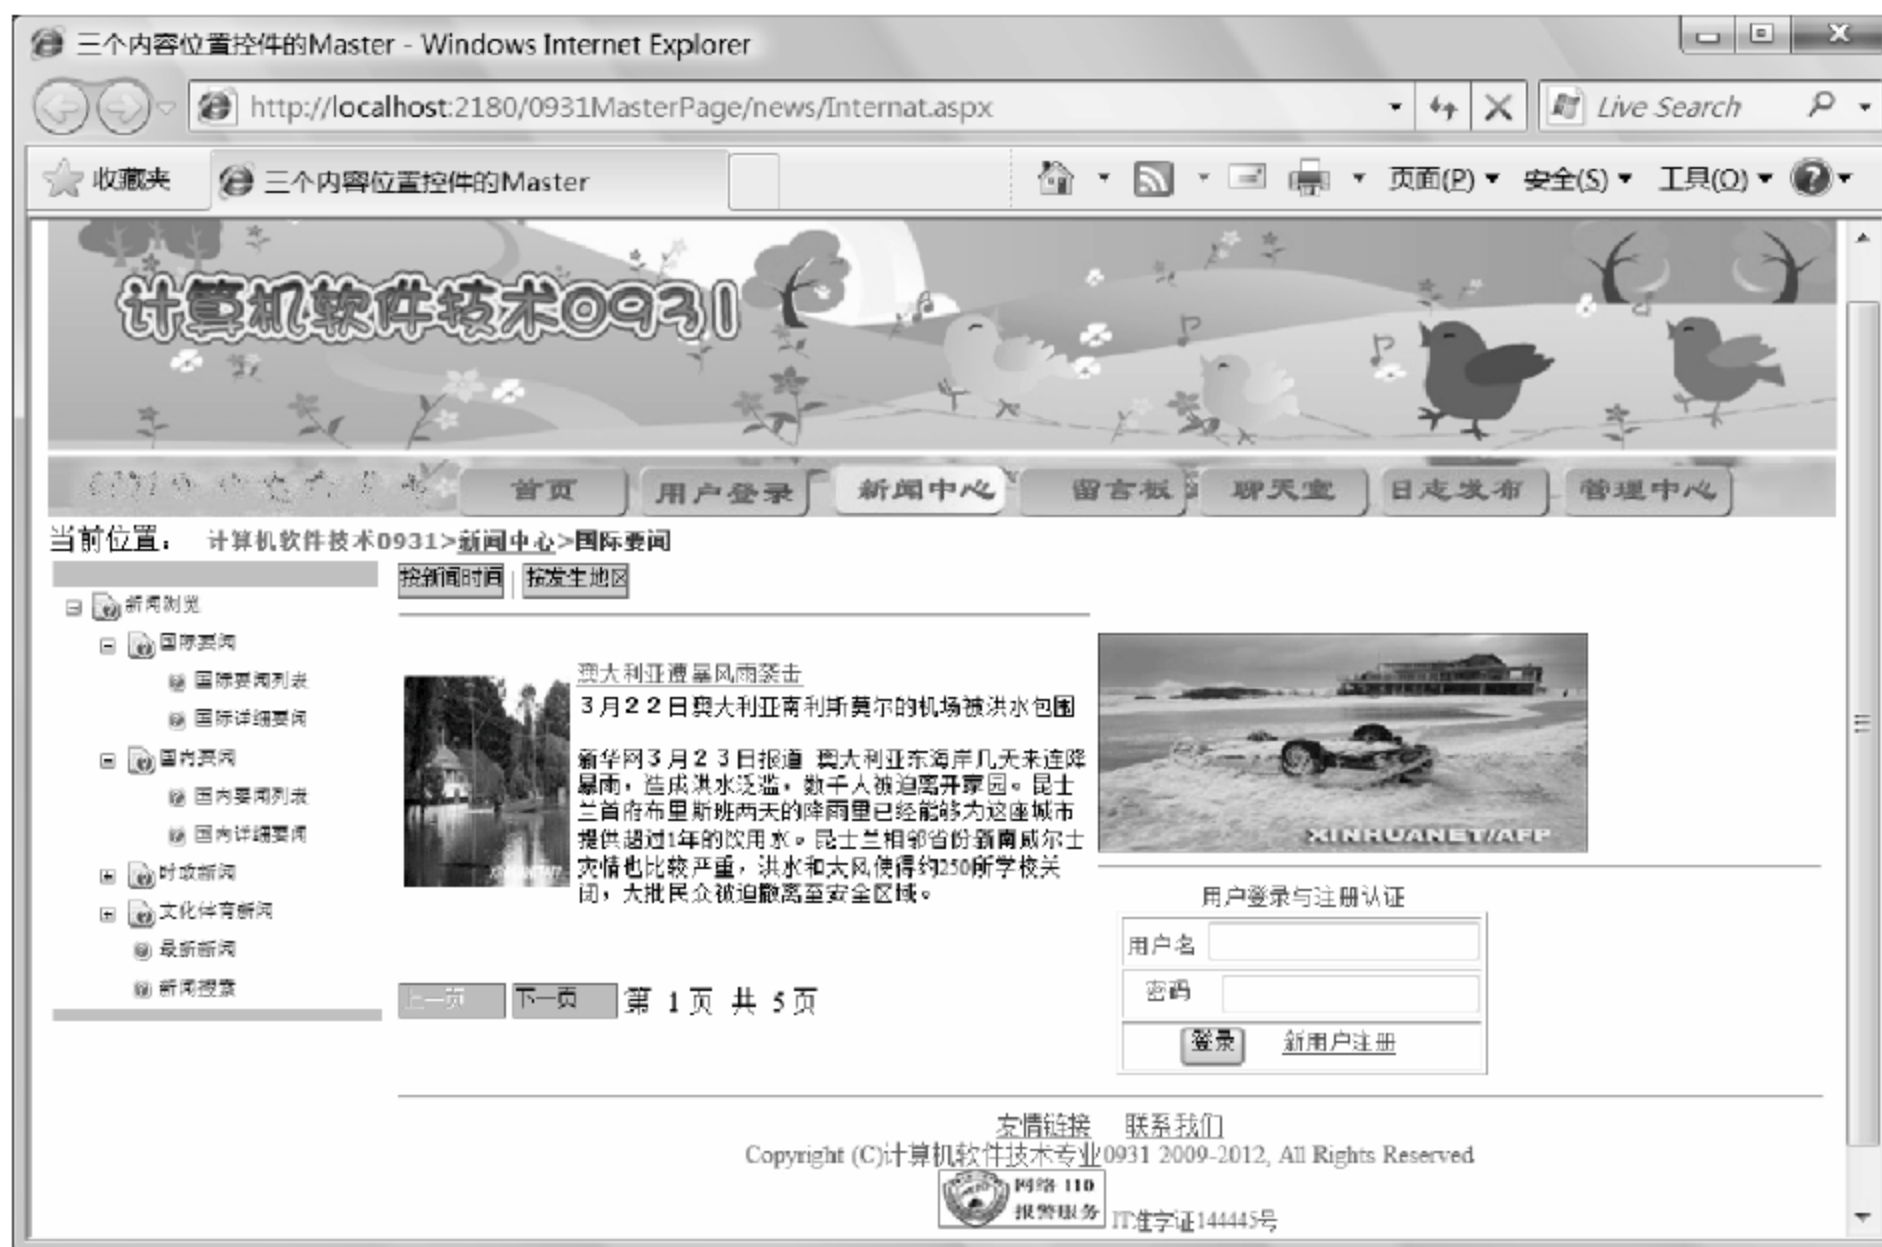 三个内容位置控件的Master - Windows Internet Explorer
http://localhost:2180/0931MasterPage/news/Internat.aspx
Live Search
收藏夹
三个内容位置控件的Master
页面(P)
安全(S)
工具(O)
计算机软件技术0931
首页 用户登录 新闻中心 留言板 聊天室 日志发布 管理中心
当前位置： 计算机软件技术0931>新闻中心>国际要闻
按新闻时间 | 按发生地区
新闻浏览
国际要闻
国际要闻列表
国际详细要闻
国内要闻
国内要闻列表
国内详细要闻
时政新闻
文化体育新闻
最新新闻
新闻搜索
澳大利亚遭暴风雨袭击
3月22日澳大利亚南利斯莫尔的机场被洪水包围
新华网3月23日报道 澳大利亚东海岸几天来连降
暴雨，造成洪水泛滥，数千人被迫离开家园。昆士
兰首府布里斯班两天的降雨量已经能够为这座城市
提供超过1年的饮用水。昆士兰相邻省份新南威尔士
灾情也比较严重，洪水和大风使得约250所学校关
闭，大批民众被迫撤离至安全区域。
上一页 下一页 第 1页 共 5页
XINHUANET/AFP
用户登录与注册认证
用户名
密码
登录 新用户注册
友情链接 联系我们
Copyright (C)计算机软件技术专业0931 2009-2012, All Rights Reserved
网络 110
报警服务
IT准字证144445号